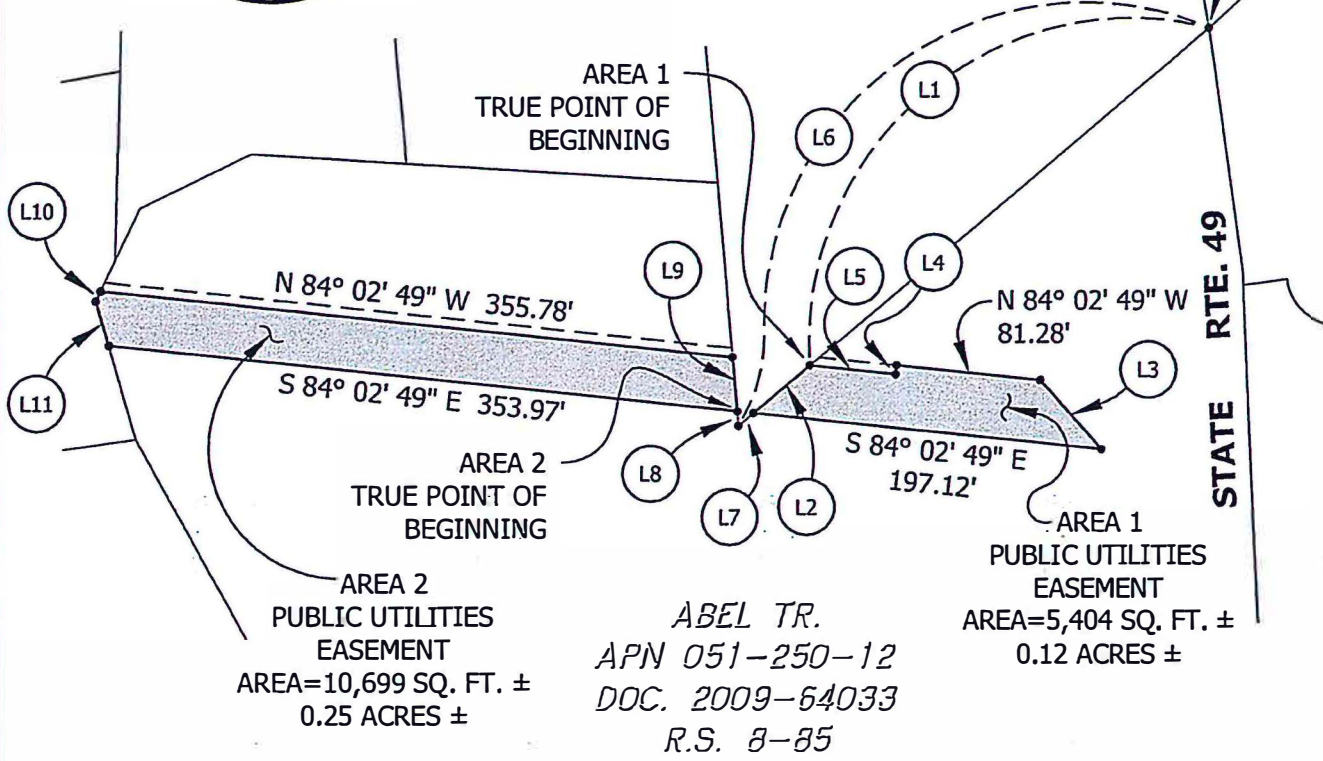 AREA 1
TRUE POINT OF
BEGINNING
L1
L6
L10
L9
L5
L4
N 84° 02' 49" W 355.78'
N 84° 02' 49" W
81.28'
L3
STATE RTE. 49
S 84° 02' 49" E 353.97'
L11
S 84° 02' 49" E
197.12'
AREA 2
TRUE POINT OF
BEGINNING
L8
L7
L2
AREA 1
PUBLIC UTILITIES
EASEMENT
AREA=5,404 SQ. FT. ±
0.12 ACRES ±
AREA 2
PUBLIC UTILITIES
EASEMENT
AREA=10,699 SQ. FT. ±
0.25 ACRES ±
ABEL TR.
APN 051-250-12
DOC. 2009-64033
R.S. 8-85